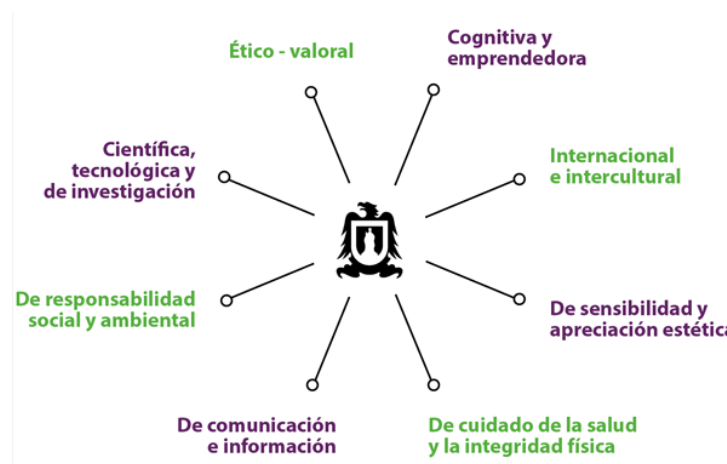 Ético - valoral
Cognitiva y
emprendedora
Científica,
tecnológica y
de investigación
Internacional
e intercultural
De responsabilidad
social y ambiental
De sensibilidad y
apreciación estética
De comunicación
e información
De cuidado de la salud
y la integridad física